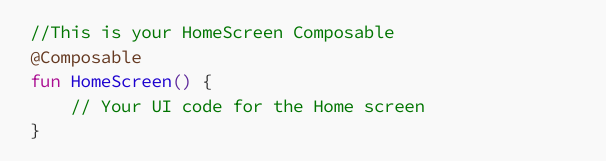 //This is your HomeScreen Composable
@Composable
fun HomeScreen() {
    // Your UI code for the Home screen
}